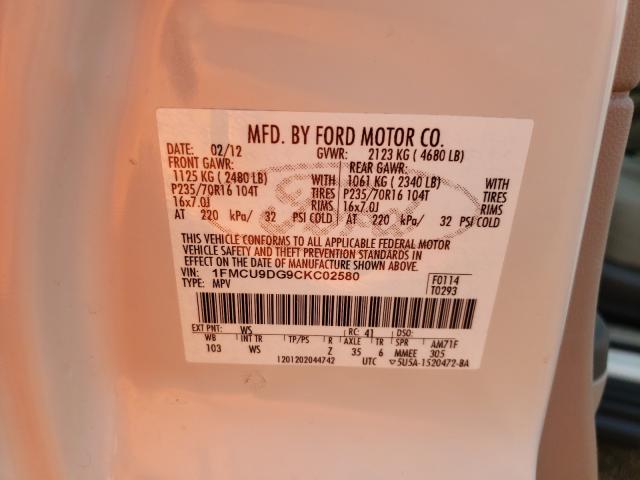 MFD. BY FORD MOTOR CO.
DATE: 02/12 GVWR: 2123 KG ( 4680 LB)
FRONT GAWR: REAR GAWR:
1125 KG ( 2480 LB) WITH 1061 KG ( 2340 LB) WITH
P235/70R16 104T TIRES P235/70R16 104T TIRES
16x7.0J RIMS 16x7.0J RIMS
AT 220 kPa/ 32 PSI COLD AT 220 kPa/ 32 PSI COLD
Ford
THIS VEHICLE CONFORMS TO ALL APPLICABLE FEDERAL MOTOR
VEHICLE SAFETY AND THEFT PREVENTION STANDARDS IN
EFFECT ON THE DATE OF MANUFACTURE SHOWN ABOVE.
VIN: 1FMCU9DG9CKC02580 F0114
TYPE: MPV T0293
EXT PNT: WS RC: 41 DSO:
WB INT TR TP/PS R AXLE TR SPR AM71F
103 WS Z 35 6 MMEE 305
1201202044742 UTC ▽5U5A-1520472-BA